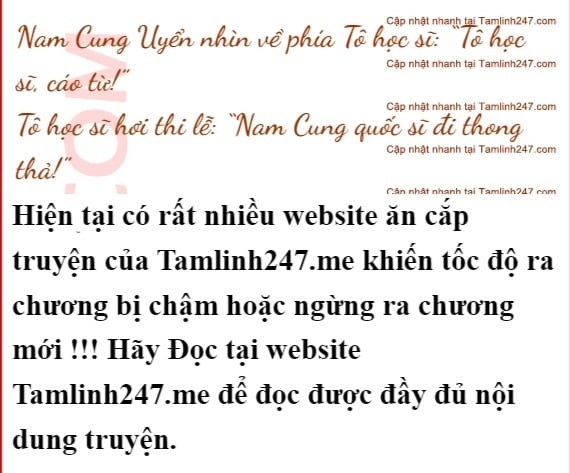 Cập nhật nhanh tại Tamlinh247.com
Nam Cung Uyển nhìn về phía Tô học sĩ: "Tô học
Cập nhật nhanh tại Tamlinh247.com
sĩ, cáo từ!"
Cập nhật nhanh tại Tamlinh247.com
Tô học sĩ hơi thi lễ: "Nam Cung quốc sĩ đi thong
Cập nhật nhanh tại Tamlinh247.com
thả!"
Cập nhật nhanh tại Tamlinh247.com
COM
Hiện tại có rất nhiều website ăn cắp
truyện của Tamlinh247.me khiến tốc độ ra
chương bị chậm hoặc ngừng ra chương
mới !!! Hãy Đọc tại website
Tamlinh247.me để đọc được đầy đủ nội
dung truyện.